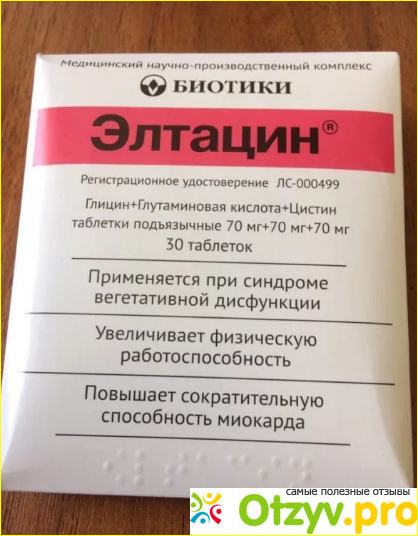 Медицинский научно-производственный комплекс
БИОТИКИ
Элтацин®
Регистрационное удостоверение ЛС-000499
Глицин+Глутаминовая кислота+Цистин
таблетки подъязычные 70 мг+70 мг+70 мг
30 таблеток
Применяется при синдроме
вегетативной дисфункции
Увеличивает физическую
работоспособность
Повышает сократительную
способность миокарда
самые полезные отзывы
Otzyv.pro